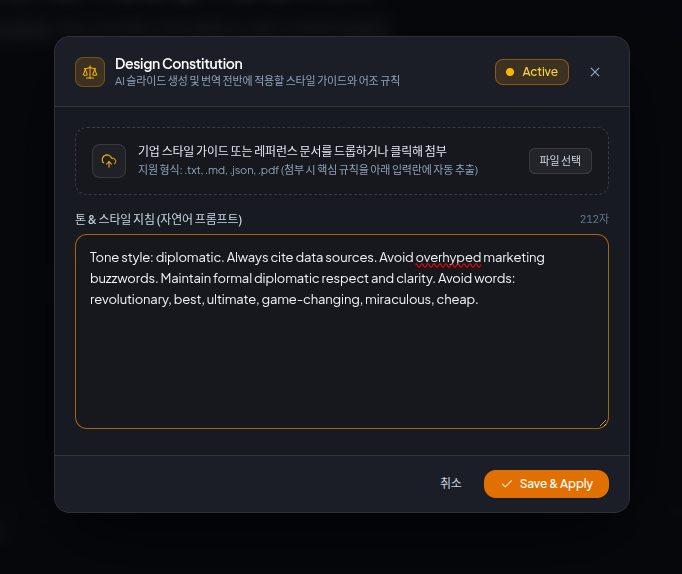 Design Constitution
AI 슬라이드 생성 및 번역 전반에 적용할 스타일 가이드와 어조 규칙
Active
기업 스타일 가이드 또는 레퍼런스 문서를 드롭하거나 클릭해 첨부
지원 형식: .txt, .md, .json, .pdf (첨부 시 핵심 규칙을 아래 입력란에 자동 추출)
파일 선택
톤 & 스타일 지침 (자연어 프롬프트)
212자
Tone style: diplomatic. Always cite data sources. Avoid overhyped marketing
buzzwords. Maintain formal diplomatic respect and clarity. Avoid words:
revolutionary, best, ultimate, game-changing, miraculous, cheap.
취소
Save & Apply